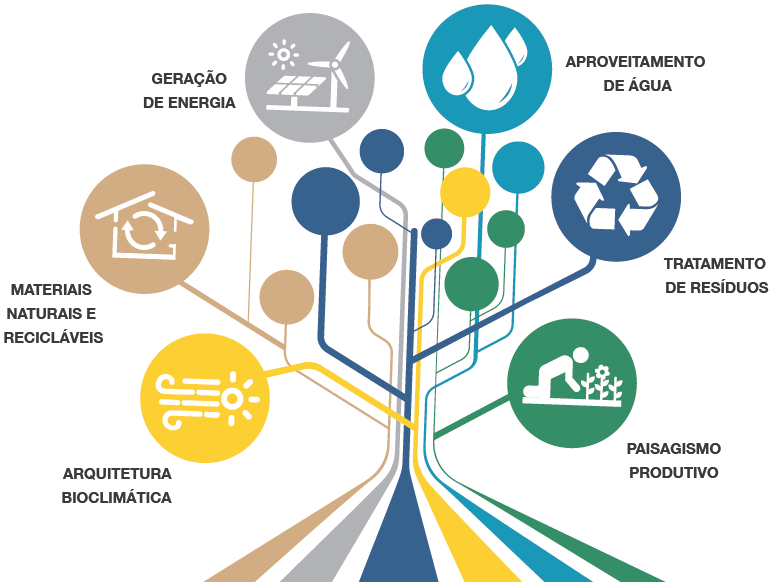 GERAÇÃO
DE ENERGIA
APROVEITAMENTO
DE ÁGUA
MATERIAIS
NATURAIS E
RECICLÁVEIS
TRATAMENTO
DE RESÍDUOS
ARQUITETURA
BIOCLIMÁTICA
PAISAGISMO
PRODUTIVO